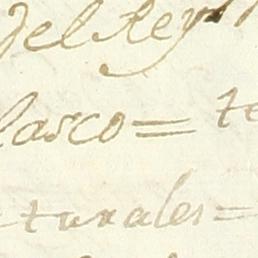 del Rey
lasco = te
turales =